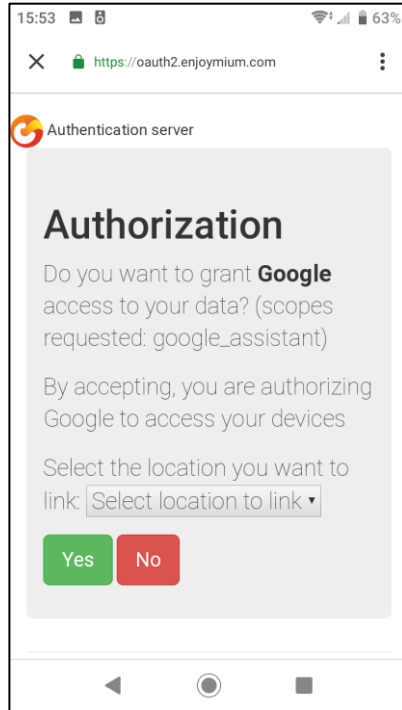 15:53 63%
https://oauth2.enjoymium.com
Authentication server
Authorization
Do you want to grant Google
access to your data? (scopes
requested: google_assistant)
By accepting, you are authorizing
Google to access your devices
Select the location you want to
link: Select location to link
Yes No